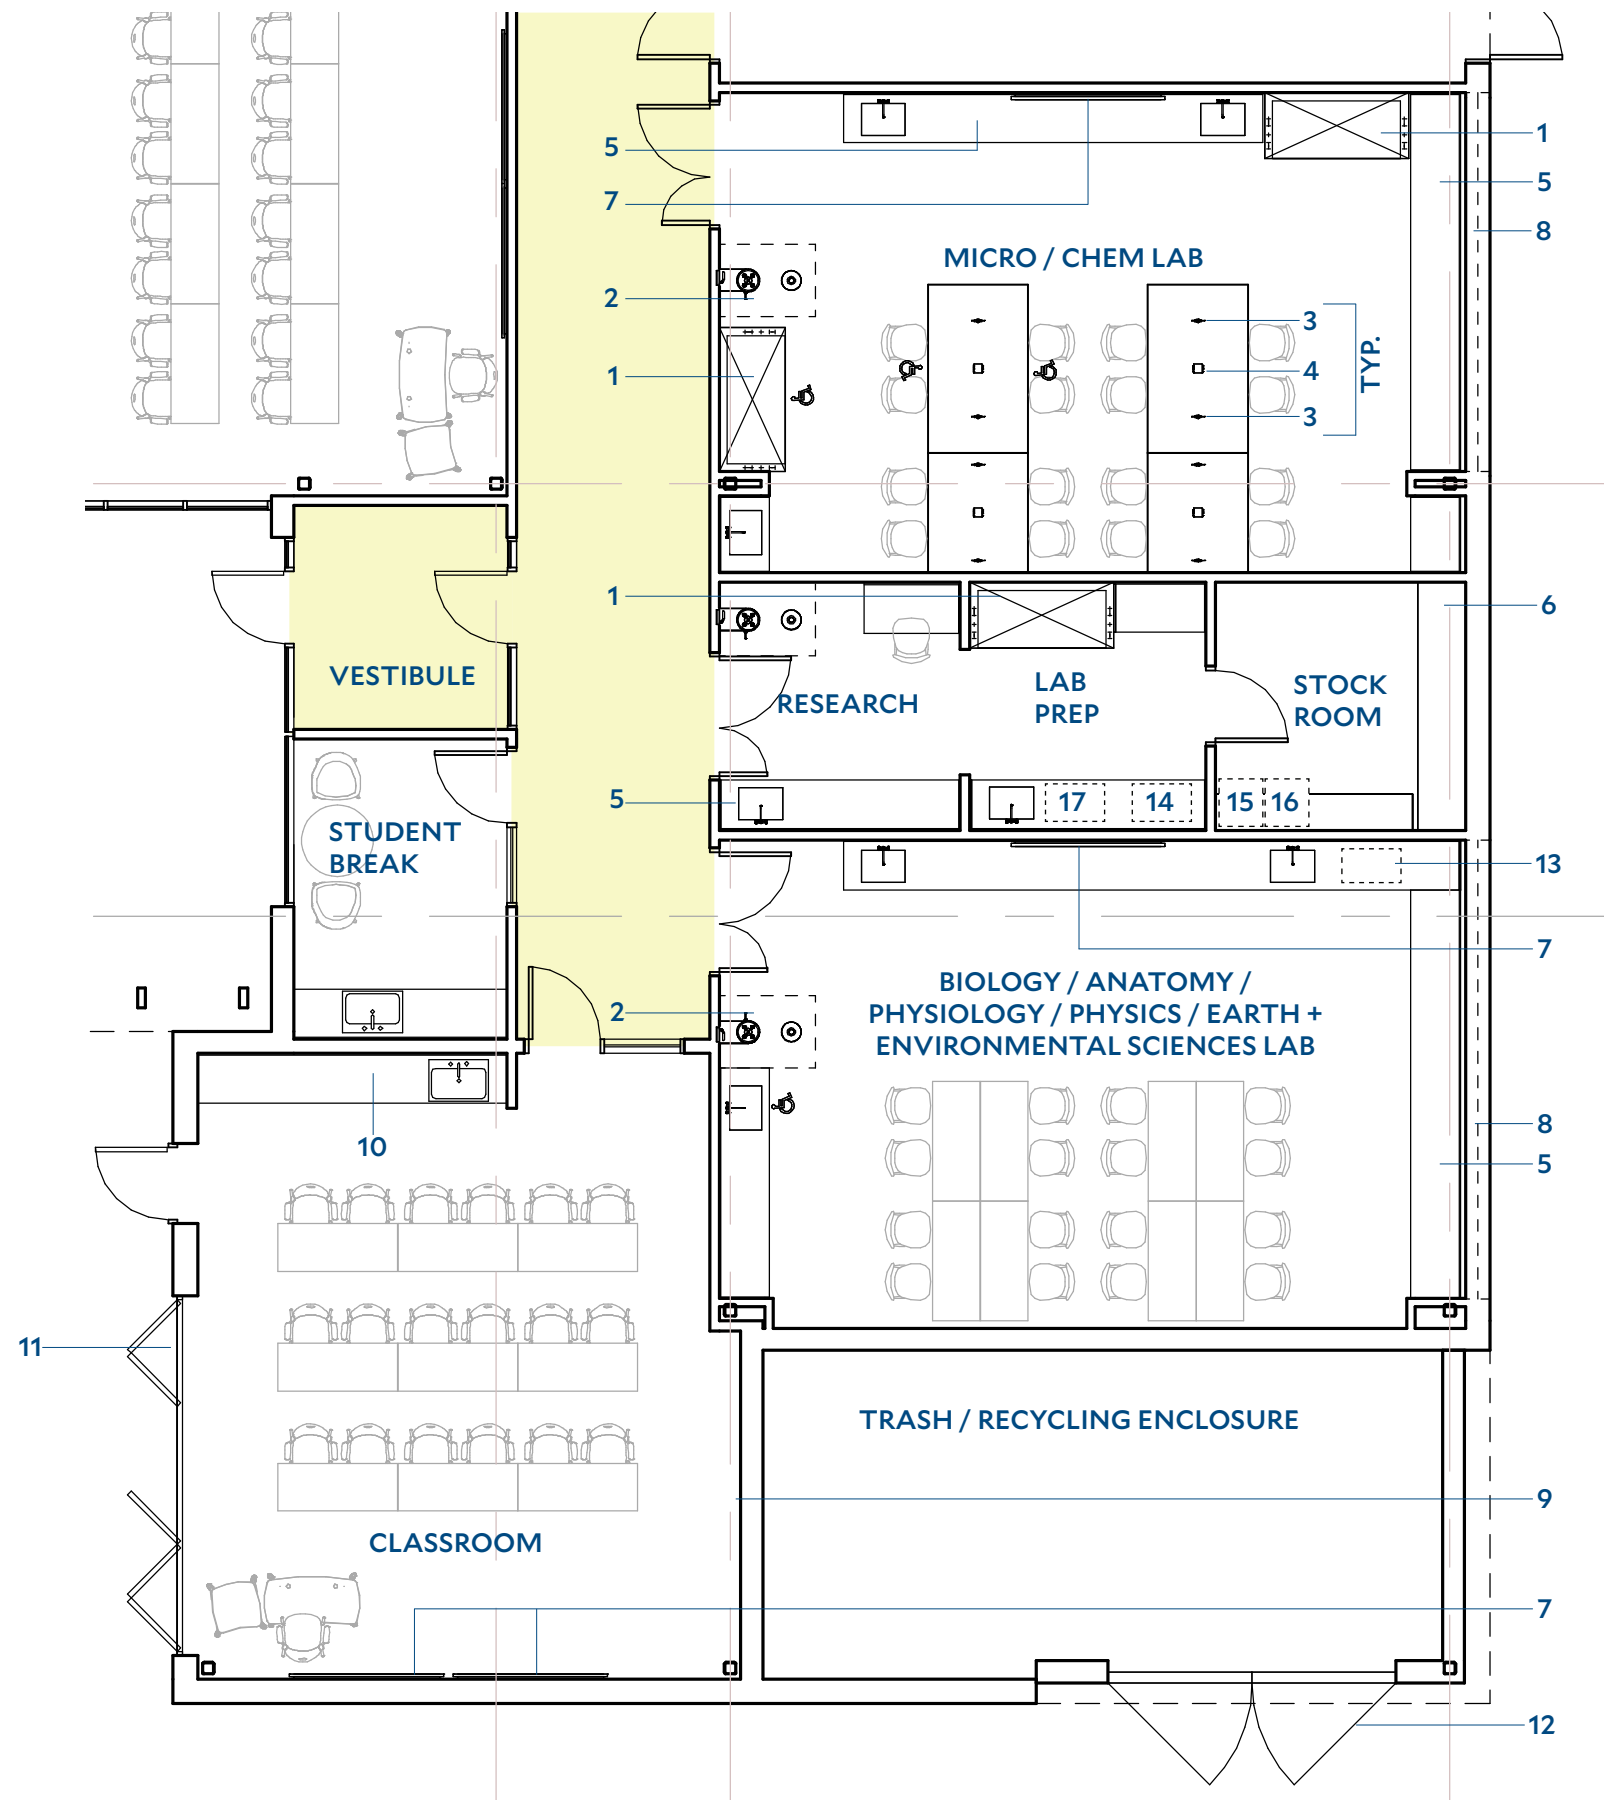 1
5
5
7
8
MICRO / CHEM LAB
2
3
1
4
TYP.
3
1
6
VESTIBULE
RESEARCH
LAB
PREP
STOCK
ROOM
5
17
14
15
16
STUDENT
BREAK
13
7
BIOLOGY / ANATOMY /
PHYSIOLOGY / PHYSICS / EARTH +
ENVIRONMENTAL SCIENCES LAB
2
10
8
5
11
TRASH / RECYCLING ENCLOSURE
9
CLASSROOM
7
12